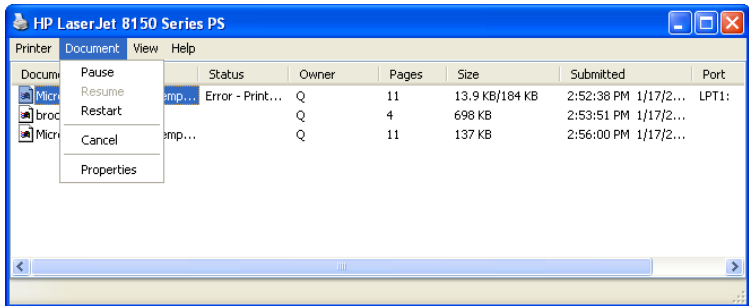 HP LaserJet 8150 Series PS
Printer Document View Help
Docum Status Owner Pages Size Submitted Port
Pause
Micr emp... Error - Print... Q 11 13.9 KB/184 KB 2:52:38 PM 1/17/2... LPT1:
Resume
broc Q 4 698 KB 2:53:51 PM 1/17/2...
Restart
Micr emp... Q 11 137 KB 2:56:00 PM 1/17/2...
Cancel
Properties